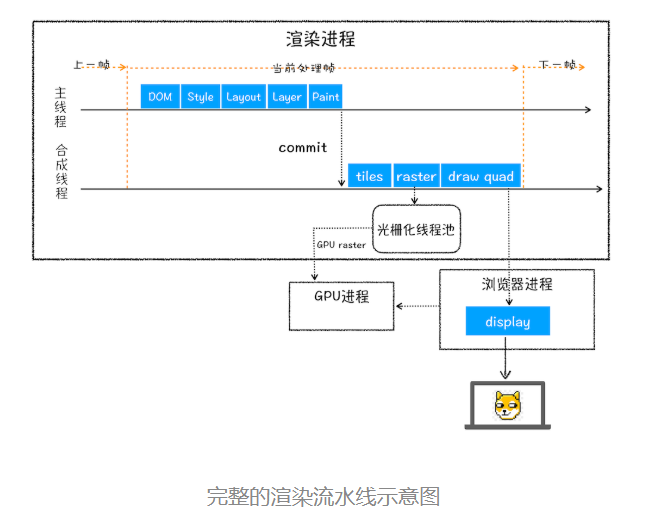 渲染进程
上一帧
当前处理帧
下一帧
主线程
DOM
Style
Layout
Layer
Paint
commit
合成线程
tiles
raster
draw quad
光栅化线程池
GPU raster
GPU进程
浏览器进程
display
完整的渲染流水线示意图